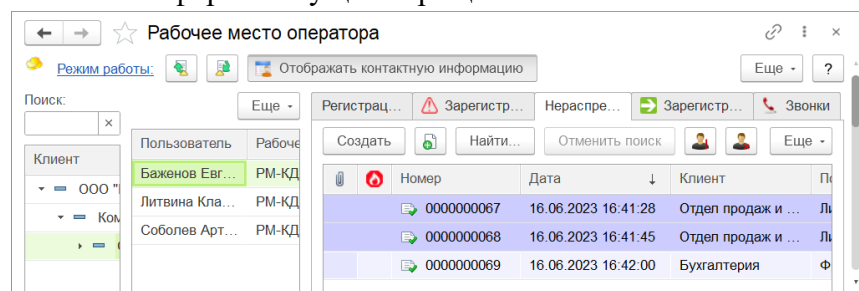 Рабочее место оператора
Режим работы: Отображать контактную информацию Еще ?
Поиск: Еще Регистрац... Зарегистр... Нераспре... Зарегистр... Звонки
Создать Найти... Отменить поиск Еще
Клиент Пользователь Рабоче
Номер Дата ↓ Клиент
ООО "
Баженов Евг... РМ-КД
0000000067 16.06.2023 16:41:28 Отдел продаж и ...
Ком Литвина Кла... РМ-КД
0000000068 16.06.2023 16:41:45 Отдел продаж и ...
Соболев Арт... РМ-КД
0000000069 16.06.2023 16:42:00 Бухгалтерия Ф